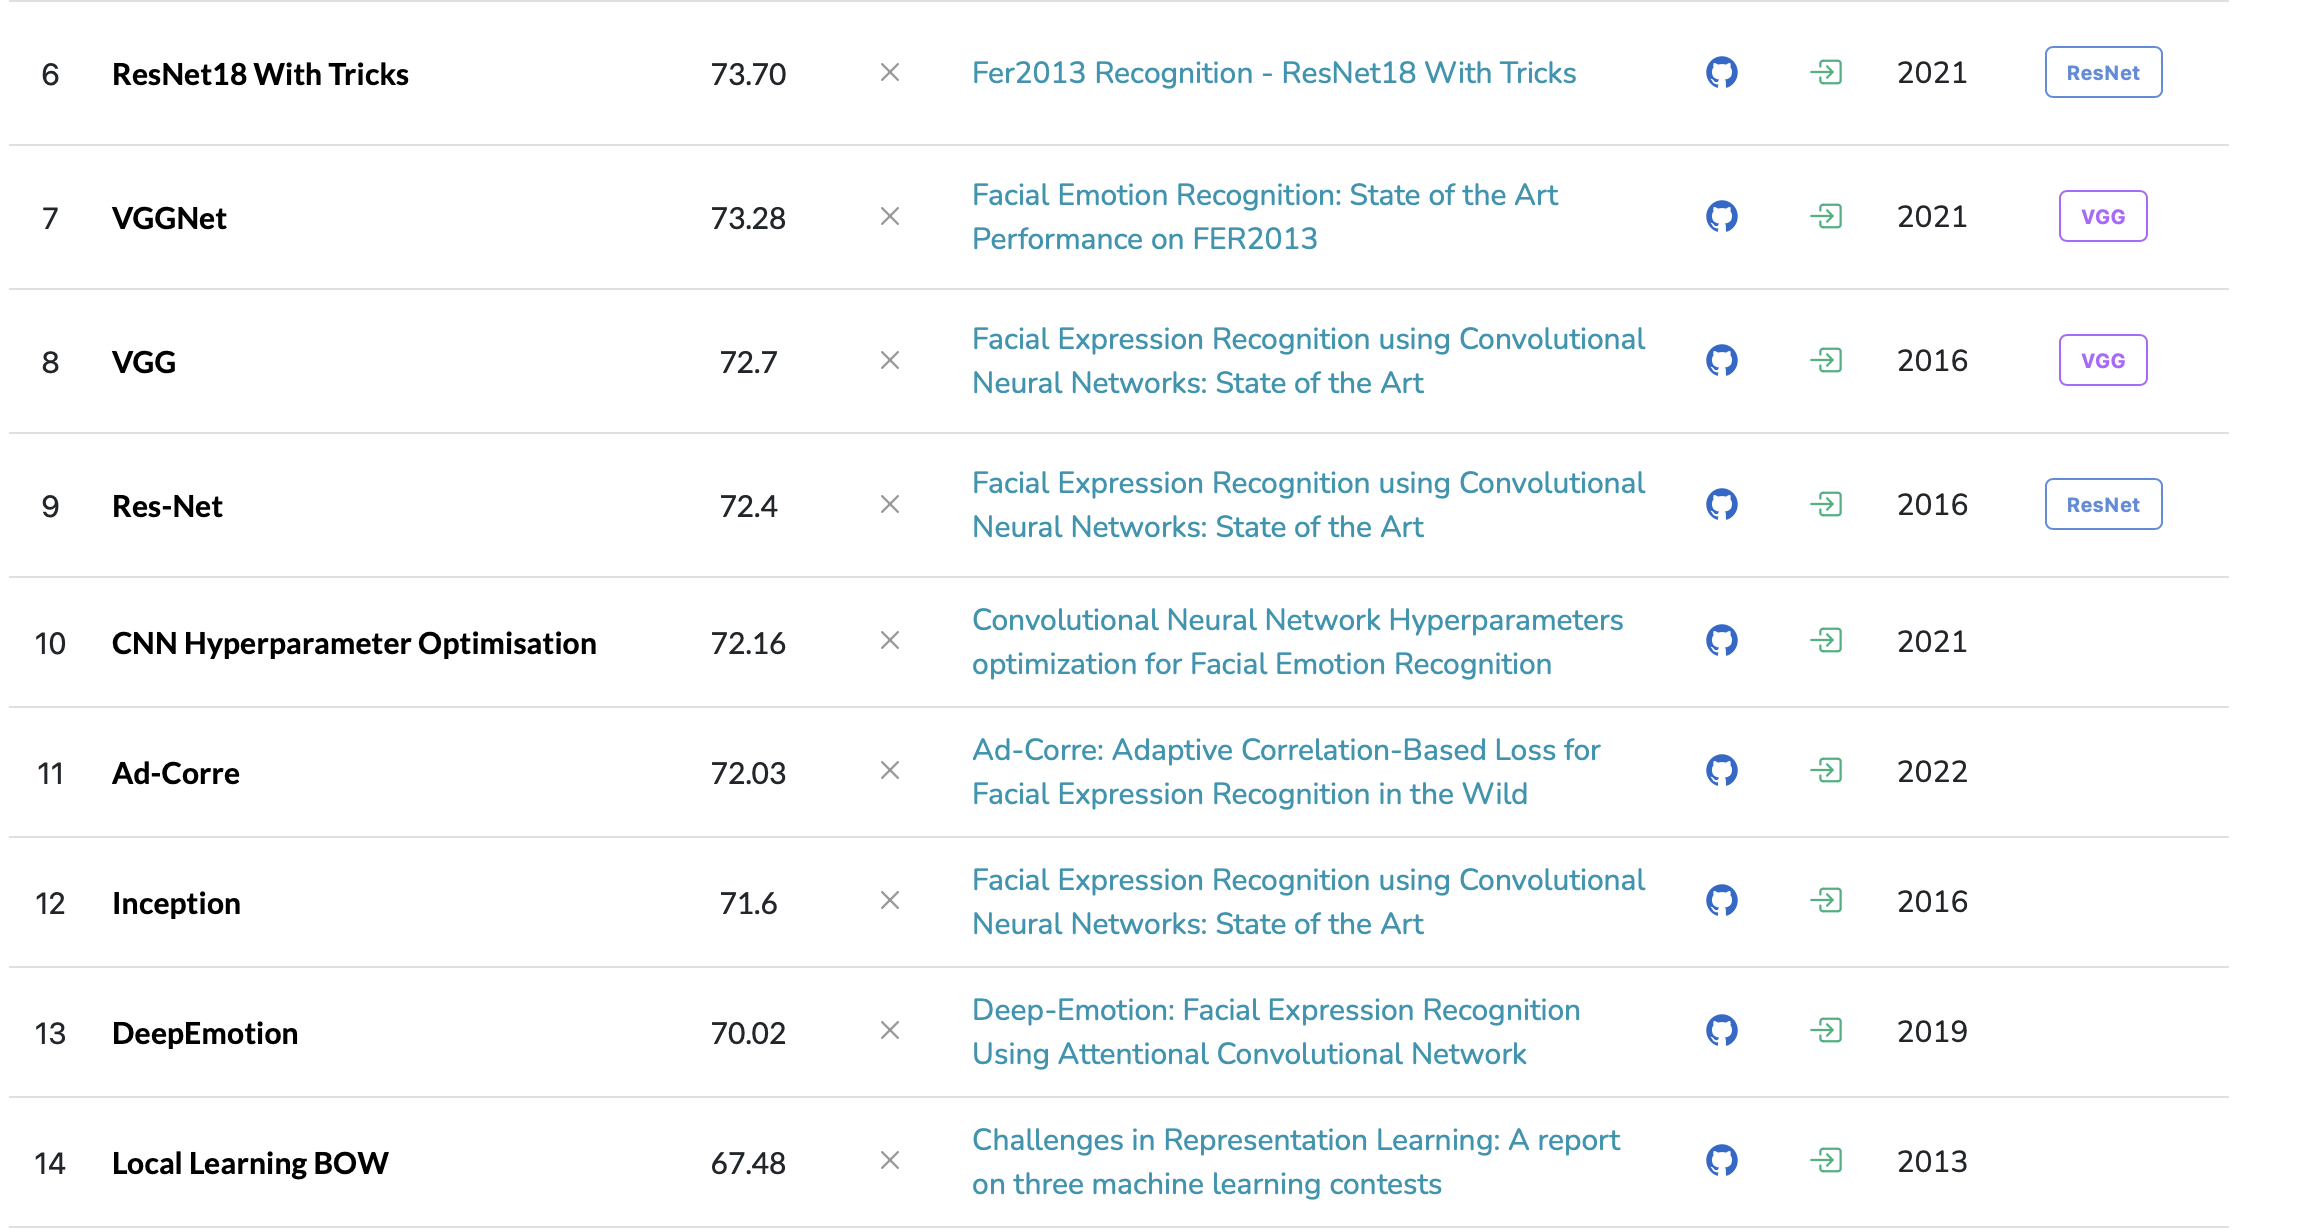 6 ResNet18 With Tricks 73.70 × Fer2013 Recognition - ResNet18 With Tricks 2021 ResNet
7 VGGNet 73.28 × Facial Emotion Recognition: State of the Art
Performance on FER2013 2021 VGG
8 VGG 72.7 × Facial Expression Recognition using Convolutional
Neural Networks: State of the Art 2016 VGG
9 Res-Net 72.4 × Facial Expression Recognition using Convolutional
Neural Networks: State of the Art 2016 ResNet
10 CNN Hyperparameter Optimisation 72.16 × Convolutional Neural Network Hyperparameters
optimization for Facial Emotion Recognition 2021
11 Ad-Corre 72.03 × Ad-Corre: Adaptive Correlation-Based Loss for
Facial Expression Recognition in the Wild 2022
12 Inception 71.6 × Facial Expression Recognition using Convolutional
Neural Networks: State of the Art 2016
13 DeepEmotion 70.02 × Deep-Emotion: Facial Expression Recognition
Using Attentional Convolutional Network 2019
14 Local Learning BOW 67.48 × Challenges in Representation Learning: A report
on three machine learning contests 2013